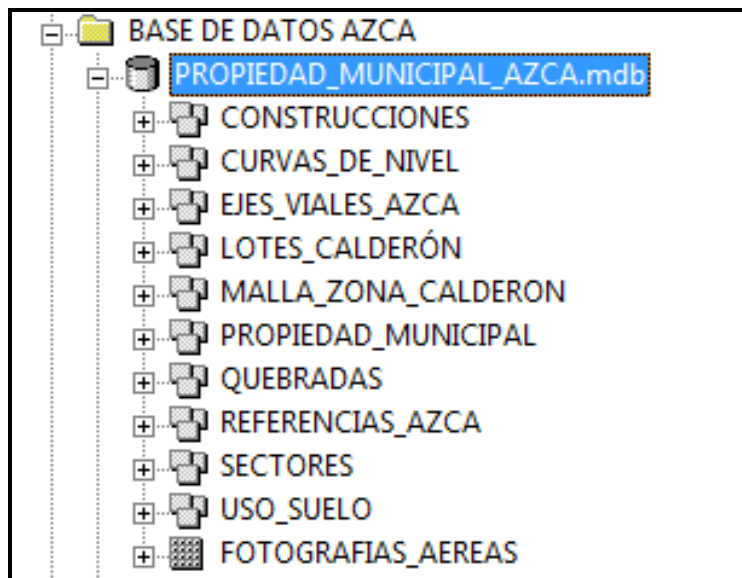 BASE DE DATOS AZCA
PROPIEDAD_MUNICIPAL_AZCA.mdb
CONSTRUCCIONES
CURVAS_DE_NIVEL
EJES_VIALES_AZCA
LOTES_CALDERÓN
MALLA_ZONA_CALDERON
PROPIEDAD_MUNICIPAL
QUEBRADAS
REFERENCIAS_AZCA
SECTORES
USO_SUELO
FOTOGRAFIAS_AEREAS